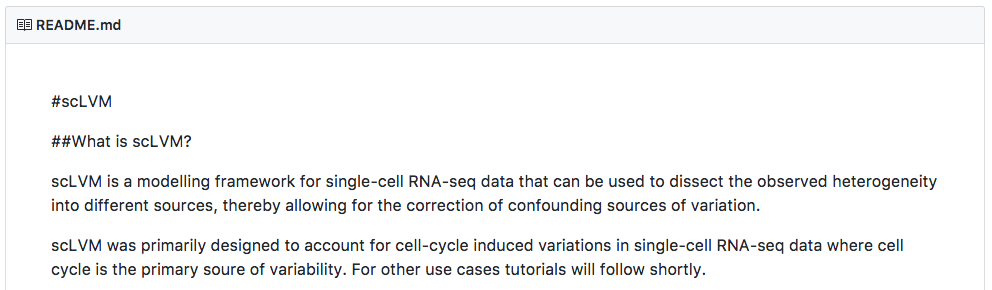 README.md
#scLVM
##What is scLVM?
scLVM is a modelling framework for single-cell RNA-seq data that can be used to dissect the observed heterogeneity
into different sources, thereby allowing for the correction of confounding sources of variation.
scLVM was primarily designed to account for cell-cycle induced variations in single-cell RNA-seq data where cell
cycle is the primary soure of variability. For other use cases tutorials will follow shortly.